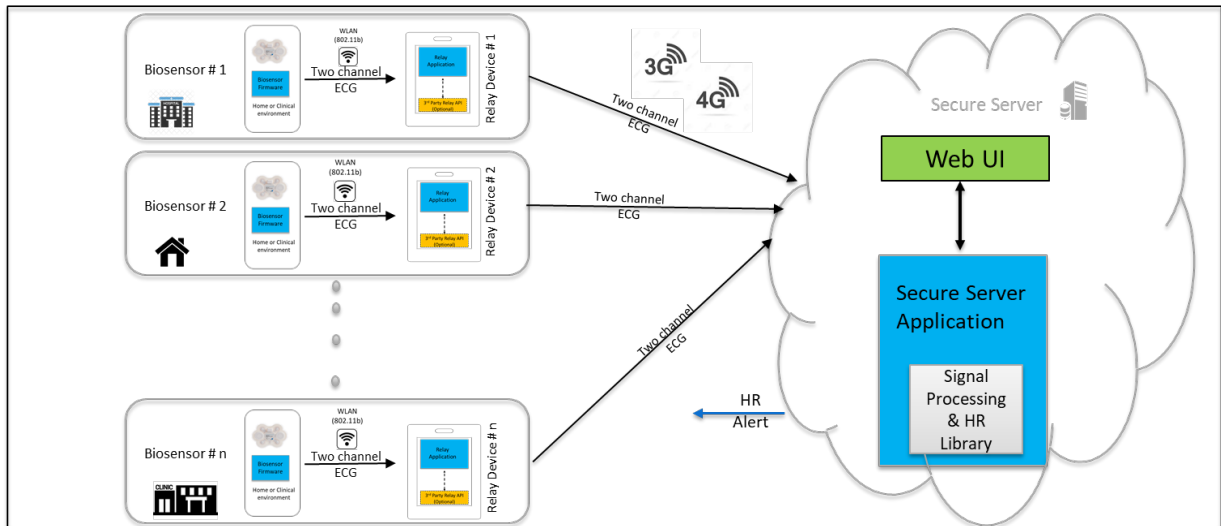 Biosensor # 1
HOSPITAL
Biosensor
Firmware
Home or Clinical
environment
WLAN
(802.11b)
Two channel
ECG
Relay
Application
3rd Party Relay API
(Optional)
Relay Device # 1
Two channel
ECG
3G
4G
Biosensor # 2
Biosensor
Firmware
Home or Clinical
environment
WLAN
(802.11b)
Two channel
ECG
Relay
Application
3rd Party Relay API
(Optional)
Relay Device # 2
Two channel
ECG
Biosensor # n
CLINIC
Biosensor
Firmware
Home or Clinical
environment
WLAN
(802.11b)
Two channel
ECG
Relay
Application
3rd Party Relay API
(Optional)
Relay Device # n
Two channel
ECG
HR
Alert
Secure Server
Web UI
Secure Server
Application
Signal
Processing
& HR
Library